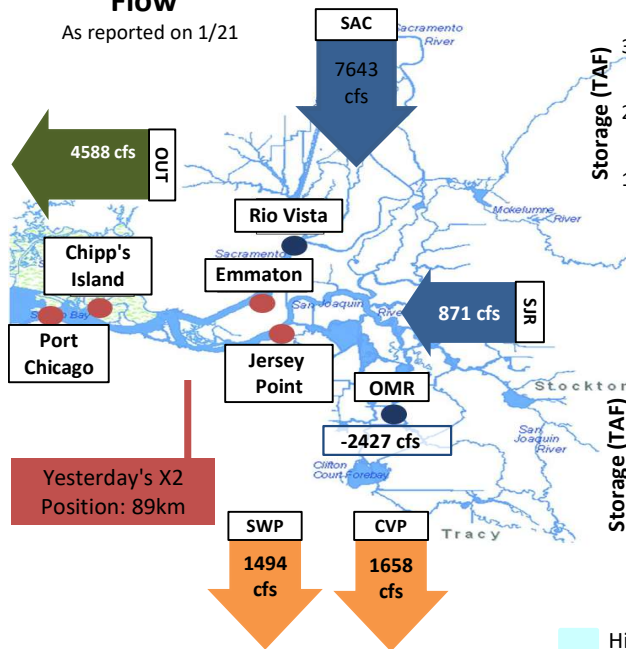 Flow
As reported on 1/21
SAC
Sacramento
River
7643
cfs
Storage (TAF)
3
2
1
4588 cfs
OUT
Mokelumne
River
Rio Vista
Chipp's
Island
Sacramento
Emmaton
San Joaquin
River
871 cfs
SJR
Port
Chicago
Jersey
Point
OMR
Stockton
-2427 cfs
San
Joaquin
River
Storage (TAF)
Clifton
Court Forebay
Yesterday's X2
Position: 89km
Tracy
SWP
CVP
1494
cfs
1658
cfs
Hi